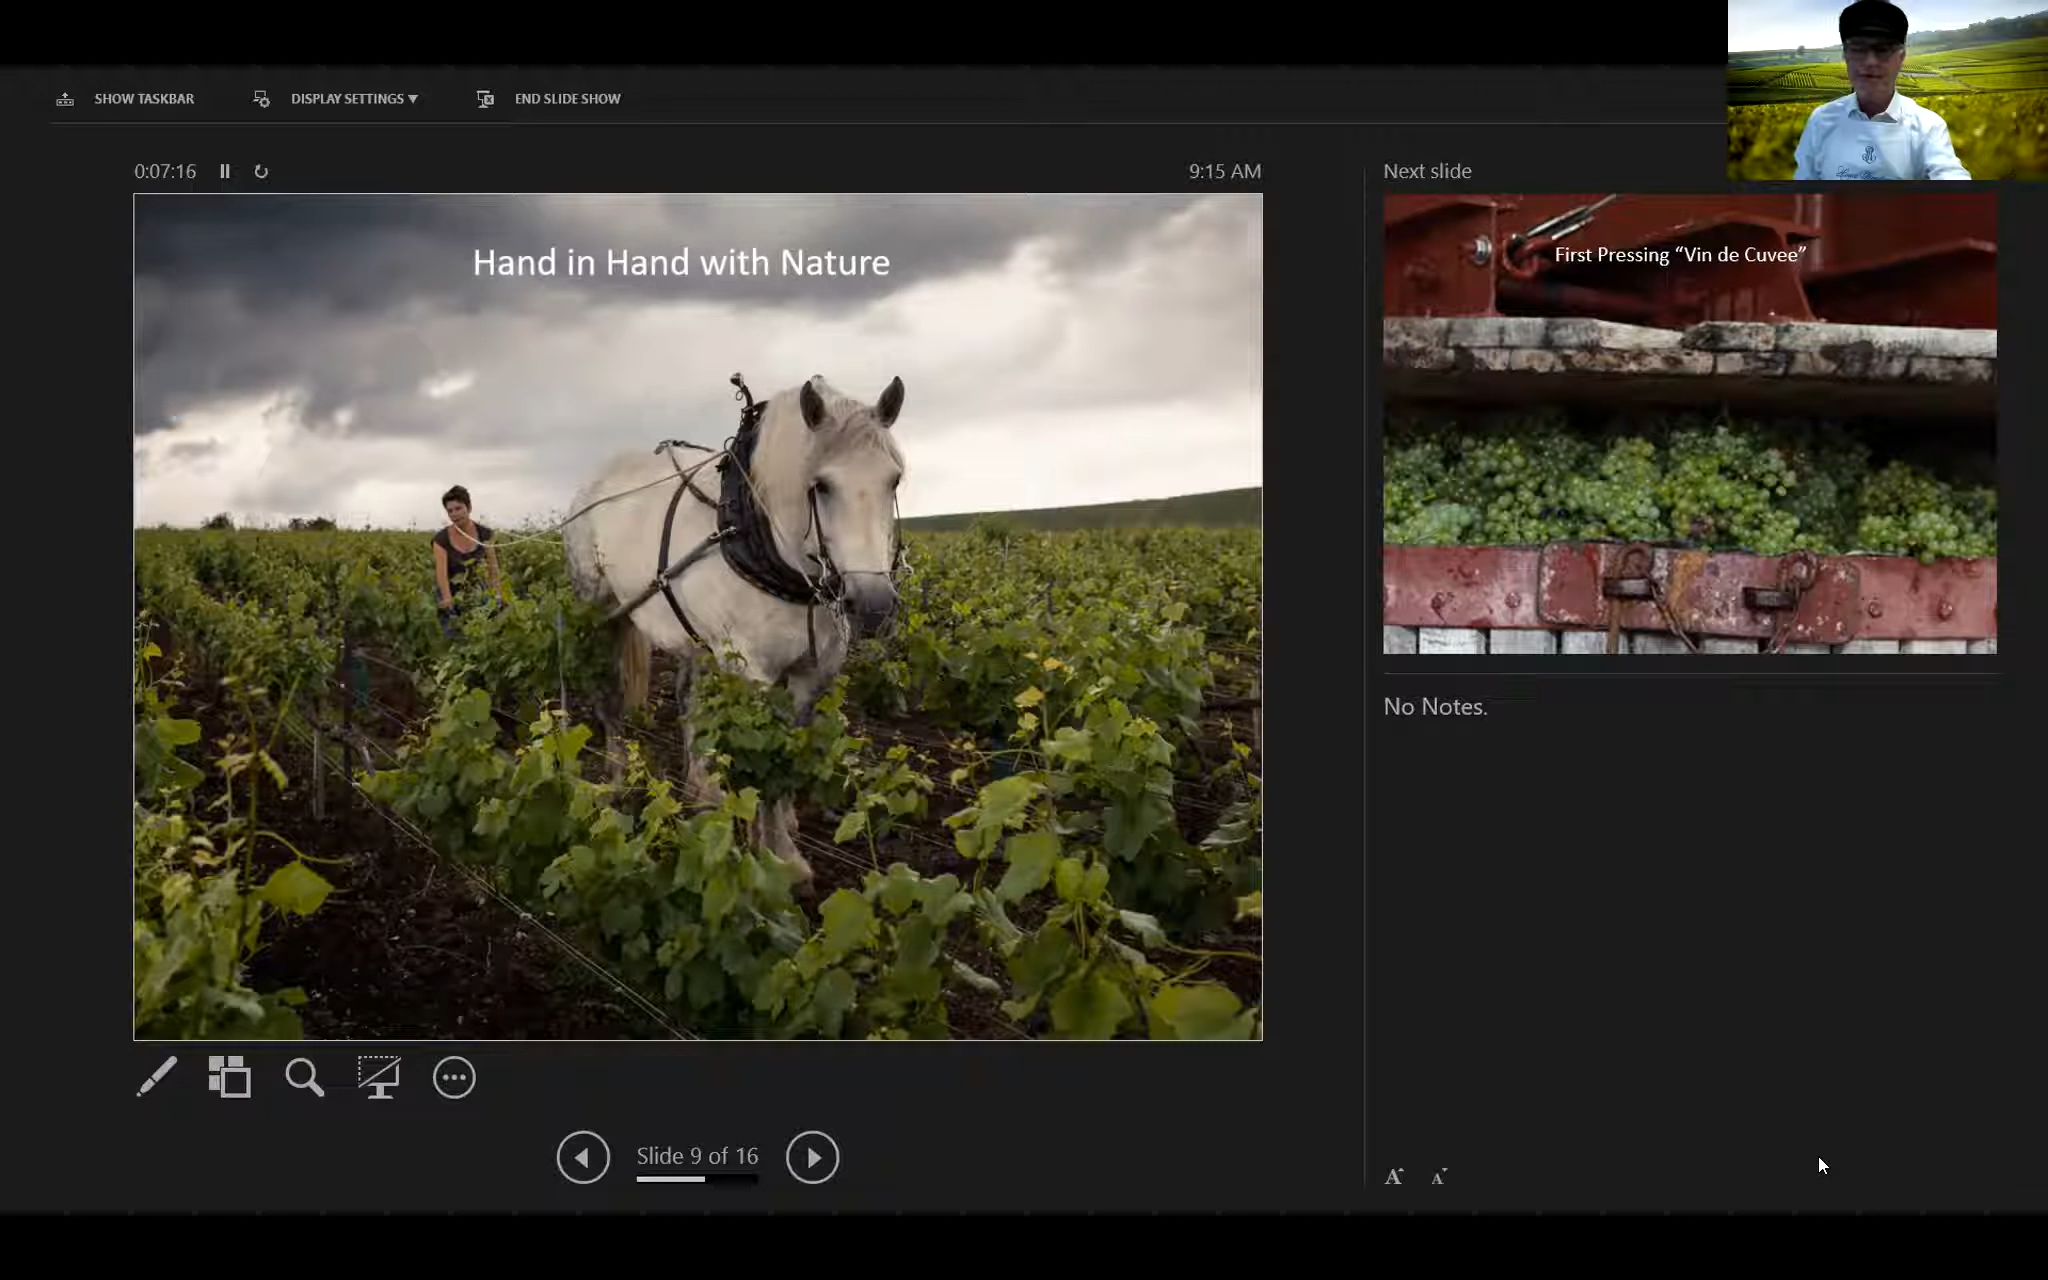 SHOW TASKBAR
DISPLAY SETTINGS ▼
END SLIDE SHOW
0:07:16
9:15 AM
Next slide
Hand in Hand with Nature
First Pressing “Vin de Cuvee”
No Notes.
Slide 9 of 16
A A